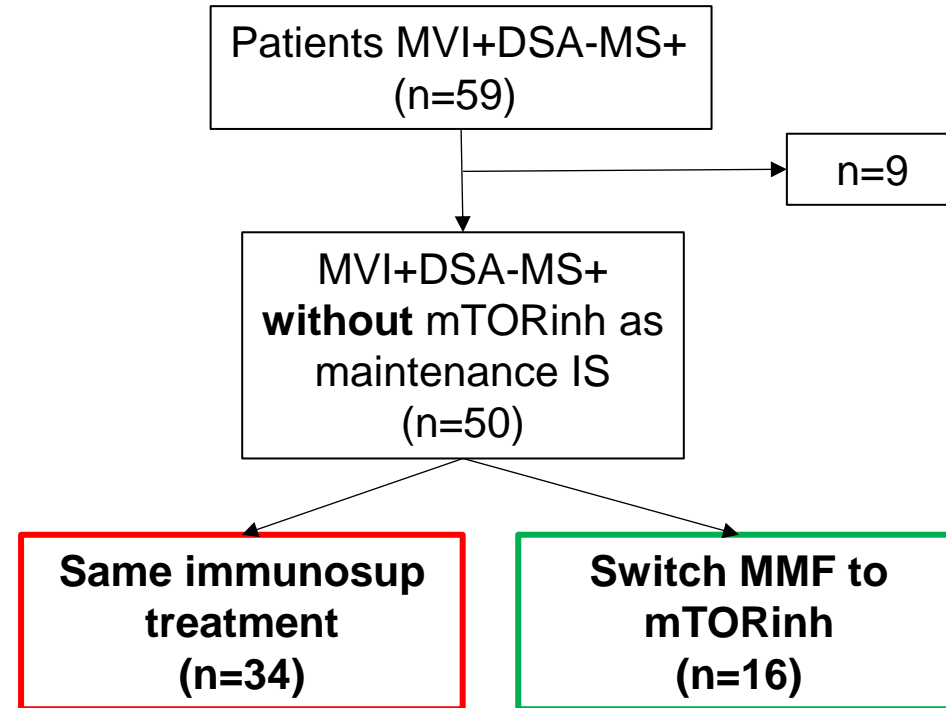 Patients MVI+DSA-MS+
(n=59)
n=9
MVI+DSA-MS+
without mTORinh as
maintenance IS
(n=50)
Same immunosup
treatment
(n=34)
Switch MMF to
mTORinh
(n=16)